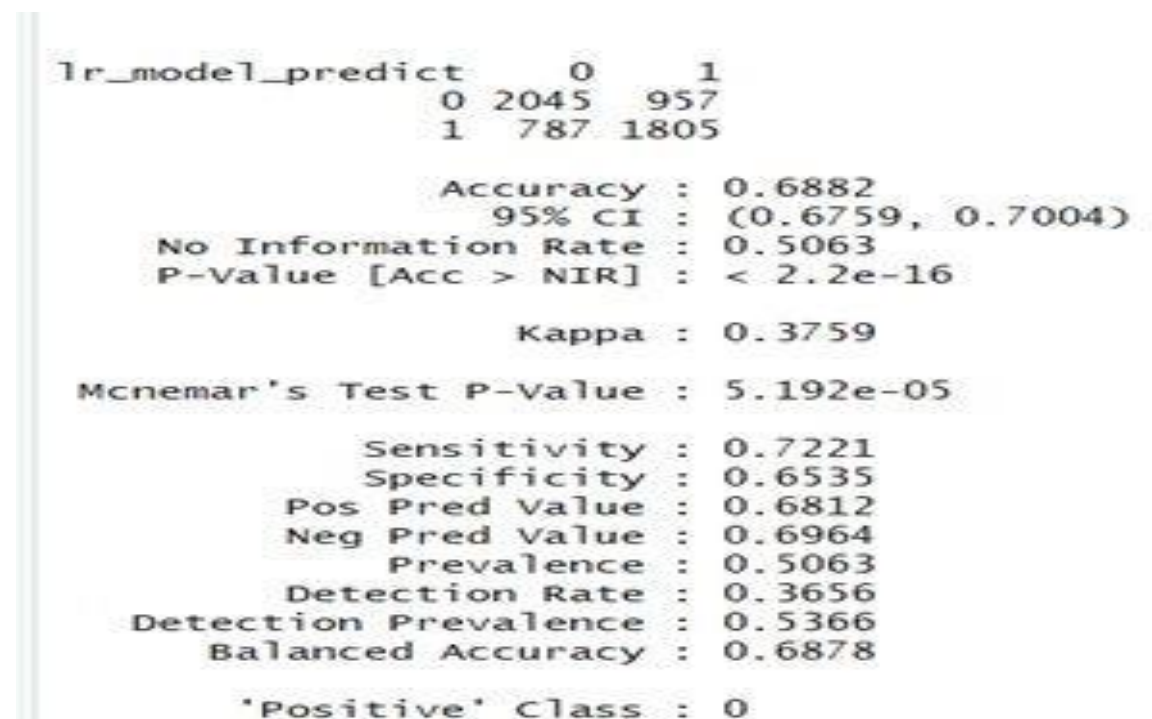 lr_model_predict 0 1
0 2045 957
1 787 1805
Accuracy : 0.6882
95% CI : (0.6759, 0.7004)
No Information Rate : 0.5063
P-Value [Acc > NIR] : < 2.2e-16
Kappa : 0.3759
Mcnemar's Test P-Value : 5.192e-05
Sensitivity : 0.7221
Specificity : 0.6535
Pos Pred Value : 0.6812
Neg Pred Value : 0.6964
Prevalence : 0.5063
Detection Rate : 0.3656
Detection Prevalence : 0.5366
Balanced Accuracy : 0.6878
'Positive' Class : 0